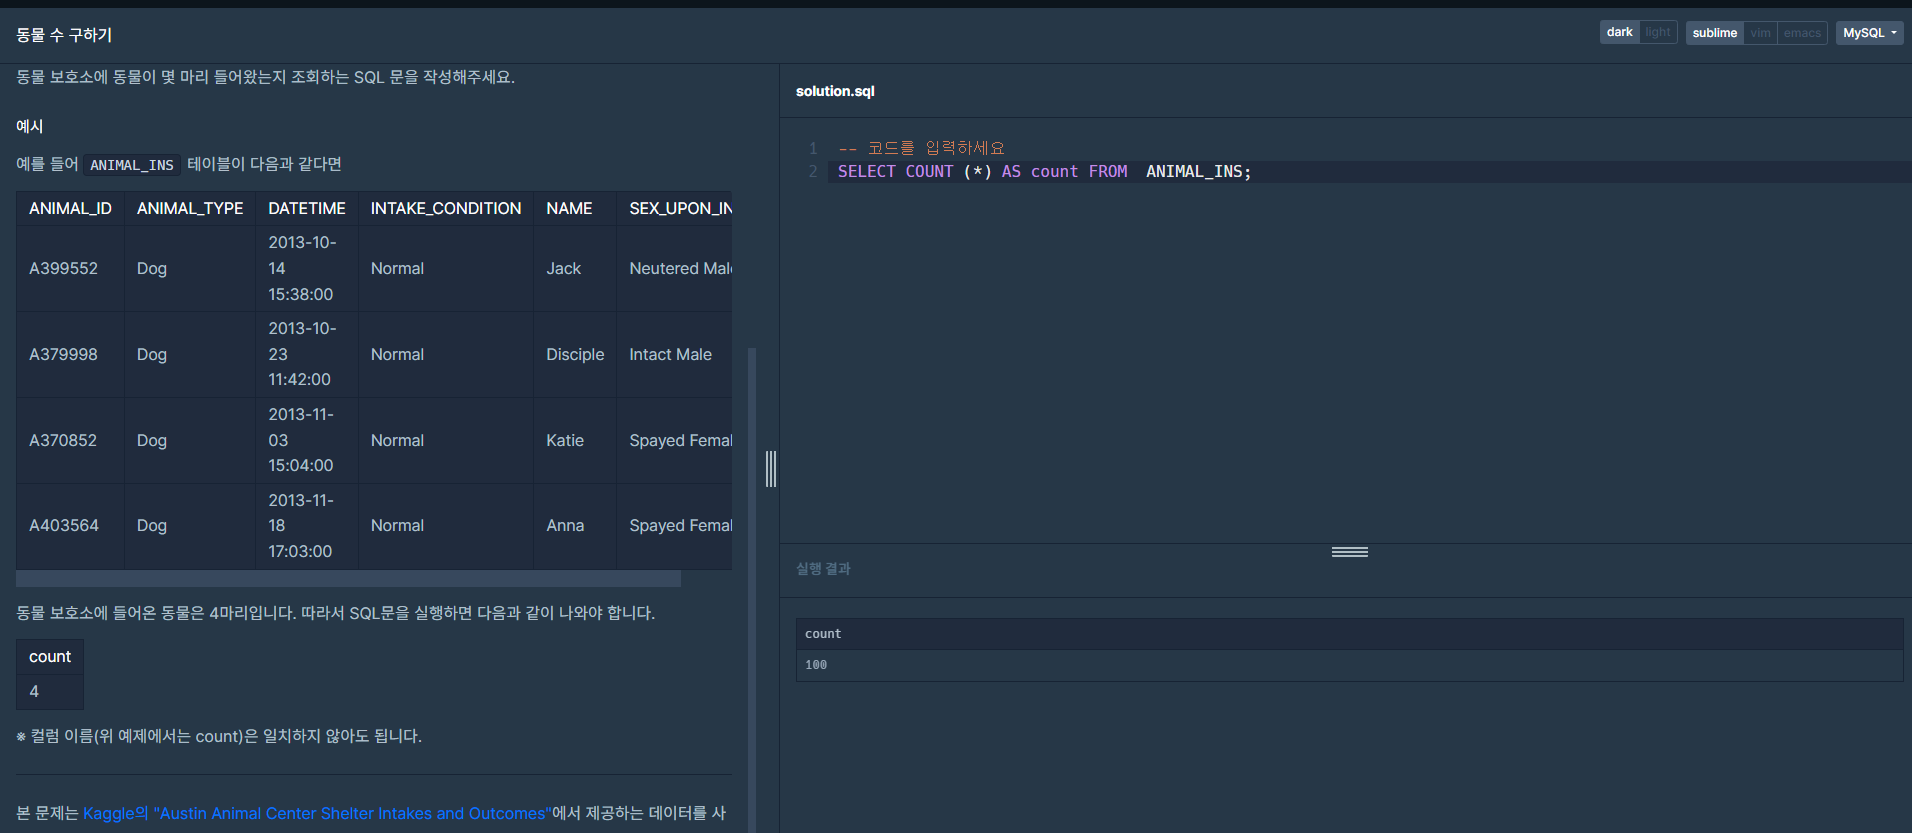 동물 수 구하기
dark light sublime vim emacs MySQL
동물 보호소에 동물이 몇 마리 들어왔는지 조회하는 SQL 문을 작성해주세요.
예시
예를 들어 ANIMAL_INS 테이블이 다음과 같다면
ANIMAL_ID ANIMAL_TYPE DATETIME INTAKE_CONDITION NAME SEX_UPON_IN
A399552 Dog 2013-10-14 15:38:00 Normal Jack Neutered Male
A379998 Dog 2013-10-23 11:42:00 Normal Disciple Intact Male
A370852 Dog 2013-11-03 15:04:00 Normal Katie Spayed Femal
A403564 Dog 2013-11-18 17:03:00 Normal Anna Spayed Femal
동물 보호소에 들어온 동물은 4마리입니다. 따라서 SQL문을 실행하면 다음과 같이 나와야 합니다.
count
4
※ 컬럼 이름(위 예제에서는 count)은 일치하지 않아도 됩니다.
본 문제는 Kaggle의 "Austin Animal Center Shelter Intakes and Outcomes"에서 제공하는 데이터를 사
solution.sql
1 -- 코드를 입력하세요
2 SELECT COUNT (*) AS count FROM  ANIMAL_INS;
실행 결과
count
100